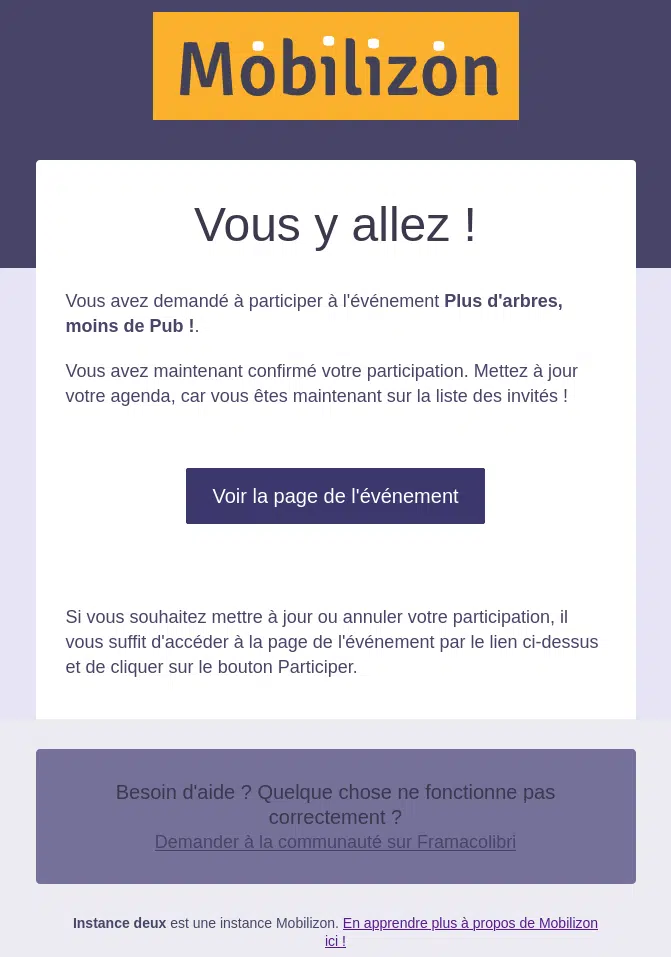 Mobilizon
Vous y allez !
Vous avez demandé à participer à l'événement Plus d'arbres,
moins de Pub !.
Vous avez maintenant confirmé votre participation. Mettez à jour
votre agenda, car vous êtes maintenant sur la liste des invités !
Voir la page de l'événement
Si vous souhaitez mettre à jour ou annuler votre participation, il
vous suffit d'accéder à la page de l'événement par le lien ci-dessus
et de cliquer sur le bouton Participer.
Besoin d'aide ? Quelque chose ne fonctionne pas
correctement ?
Demander à la communauté sur Framacolibri
Instance deux est une instance Mobilizon. En apprendre plus à propos de Mobilizon
ici !